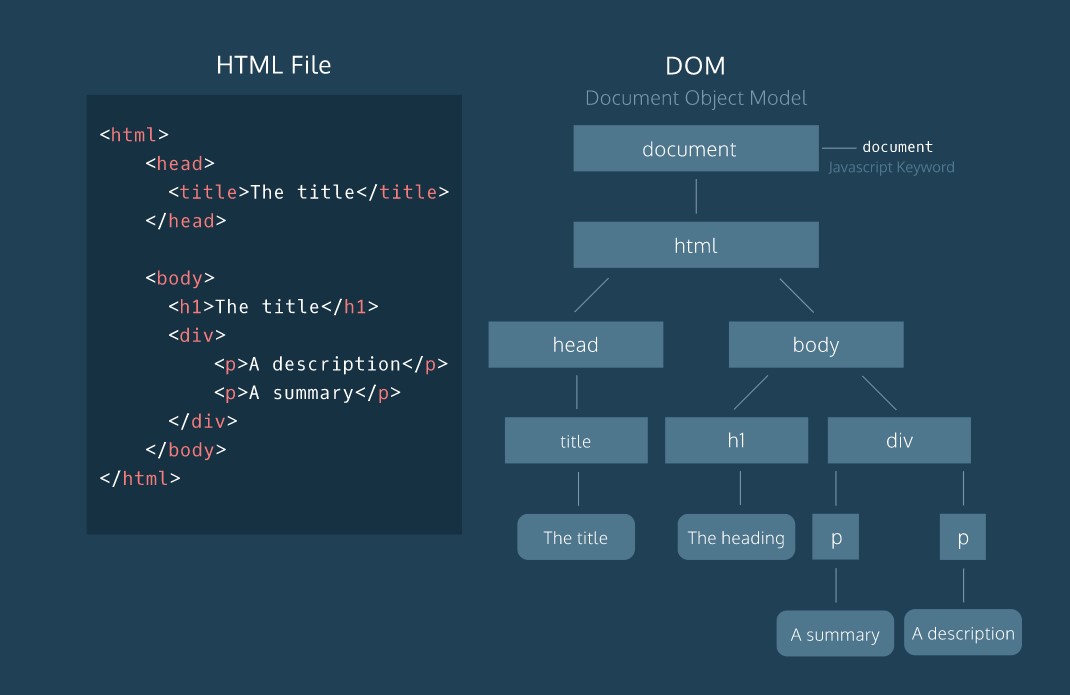 HTML File
<html>
<head>
<title>The title</title>
</head>
<body>
<h1>The title</h1>
<div>
<p>A description</p>
<p>A summary</p>
</div>
</body>
</html>
DOM
Document Object Model
document
document
Javascript Keyword
html
head
body
title
h1
div
The title
The heading
p
p
A summary
A description